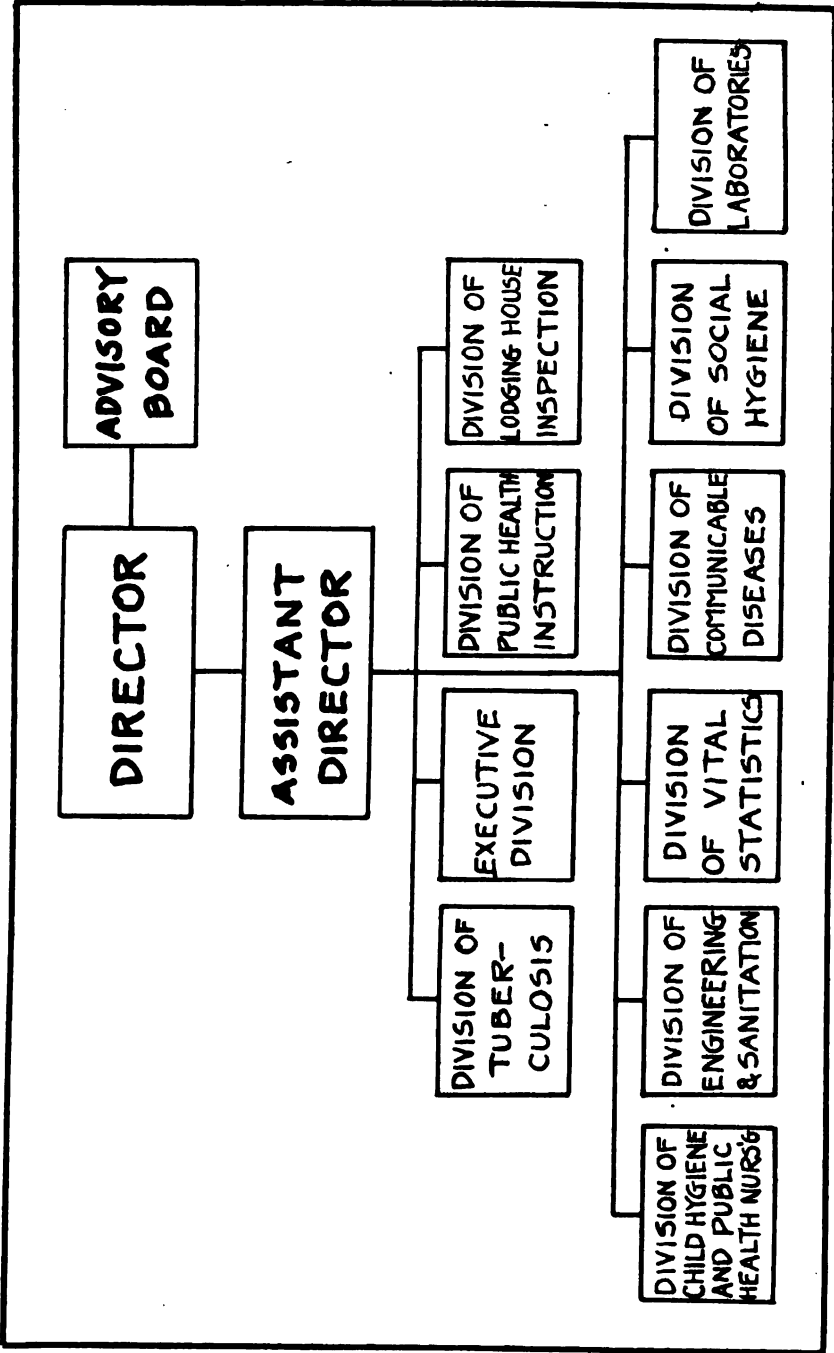 DIRECTOR
ADVISORY
BOARD
ASSISTANT
DIRECTOR
DIVISION OF
TUBER-
CULOSIS
EXECUTIVE
DIVISION
DIVISION OF
PUBLIC HEALTH
INSTRUCTION
DIVISION OF
LODGING HOUSE
INSPECTION
DIVISION OF
CHILD HYGIENE
AND PUBLIC
HEALTH NURS'G
DIVISION OF
ENGINEERING
& SANITATION
DIVISION
OF VITAL
STATISTICS
DIVISION OF
COMMUNICABLE
DISEASES
DIVISION
OF SOCIAL
HYGIENE
DIVISION OF
LABORATORIES